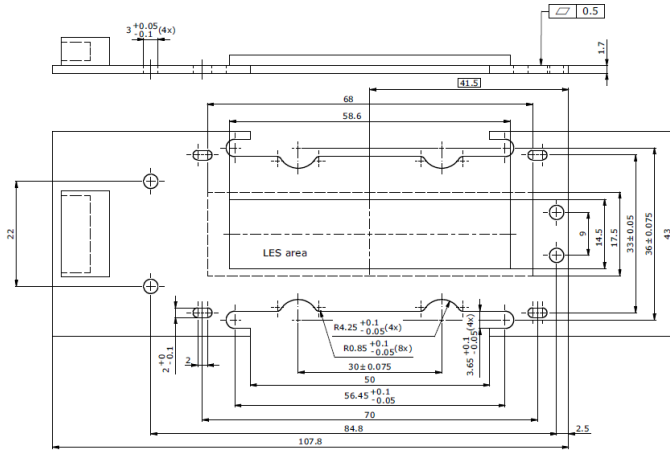 3 +0.05 -0.1 (4x)
⏥ 0.5
1.7
41.5
68
58.6
22
LES area
9
14.5
17.5
33±0.05
36±0.075
43
R4.25 +0.1 -0.05 (4x)
R0.85 +0.1 -0.05 (8x)
3.65 +0.1 -0.05 (4x)
2 +0 -0.1
2
30±0.075
50
56.45 +0.1 -0.05
70
84.8
2.5
107.8